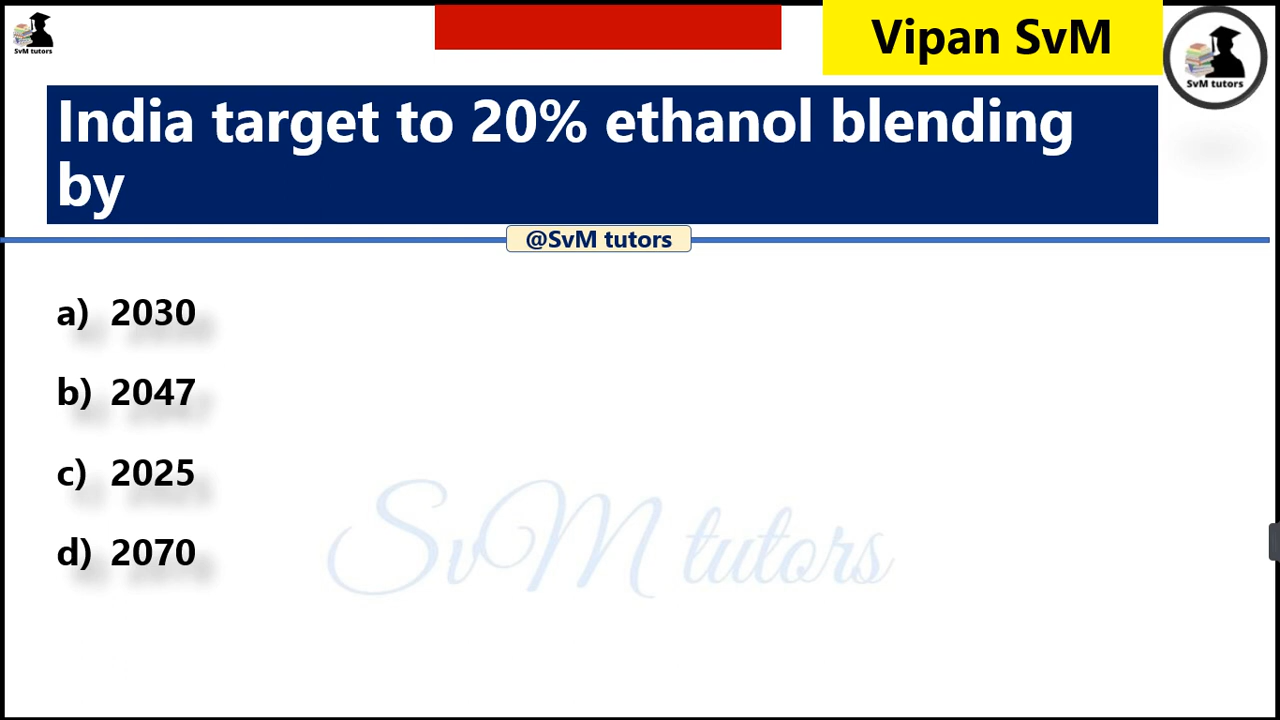 SvM tutors
Vipan SvM
SvM tutors
India target to 20% ethanol blending
by
@SvM tutors
a) 2030
b) 2047
c) 2025
d) 2070
SvM tutors